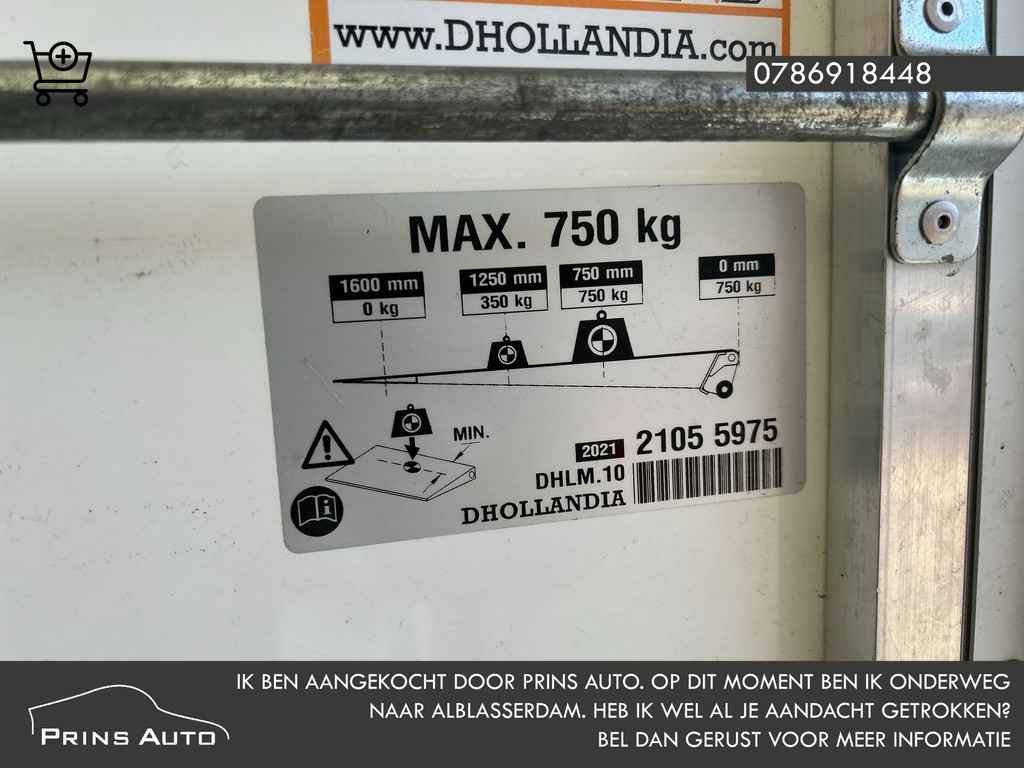 www.DHOLLANDIA.com
0786918448
MAX. 750 kg
1600 mm
0 kg
1250 mm
350 kg
750 mm
750 kg
0 mm
750 kg
MIN.
2021 2105 5975
DHLM.10
DHOLLANDIA
PRINS AUTO
IK BEN AANGEKOCHT DOOR PRINS AUTO. OP DIT MOMENT BEN IK ONDERWEG
NAAR ALBLASSERDAM. HEB IK WEL AL JE AANDACHT GETROKKEN?
BEL DAN GERUST VOOR MEER INFORMATIE